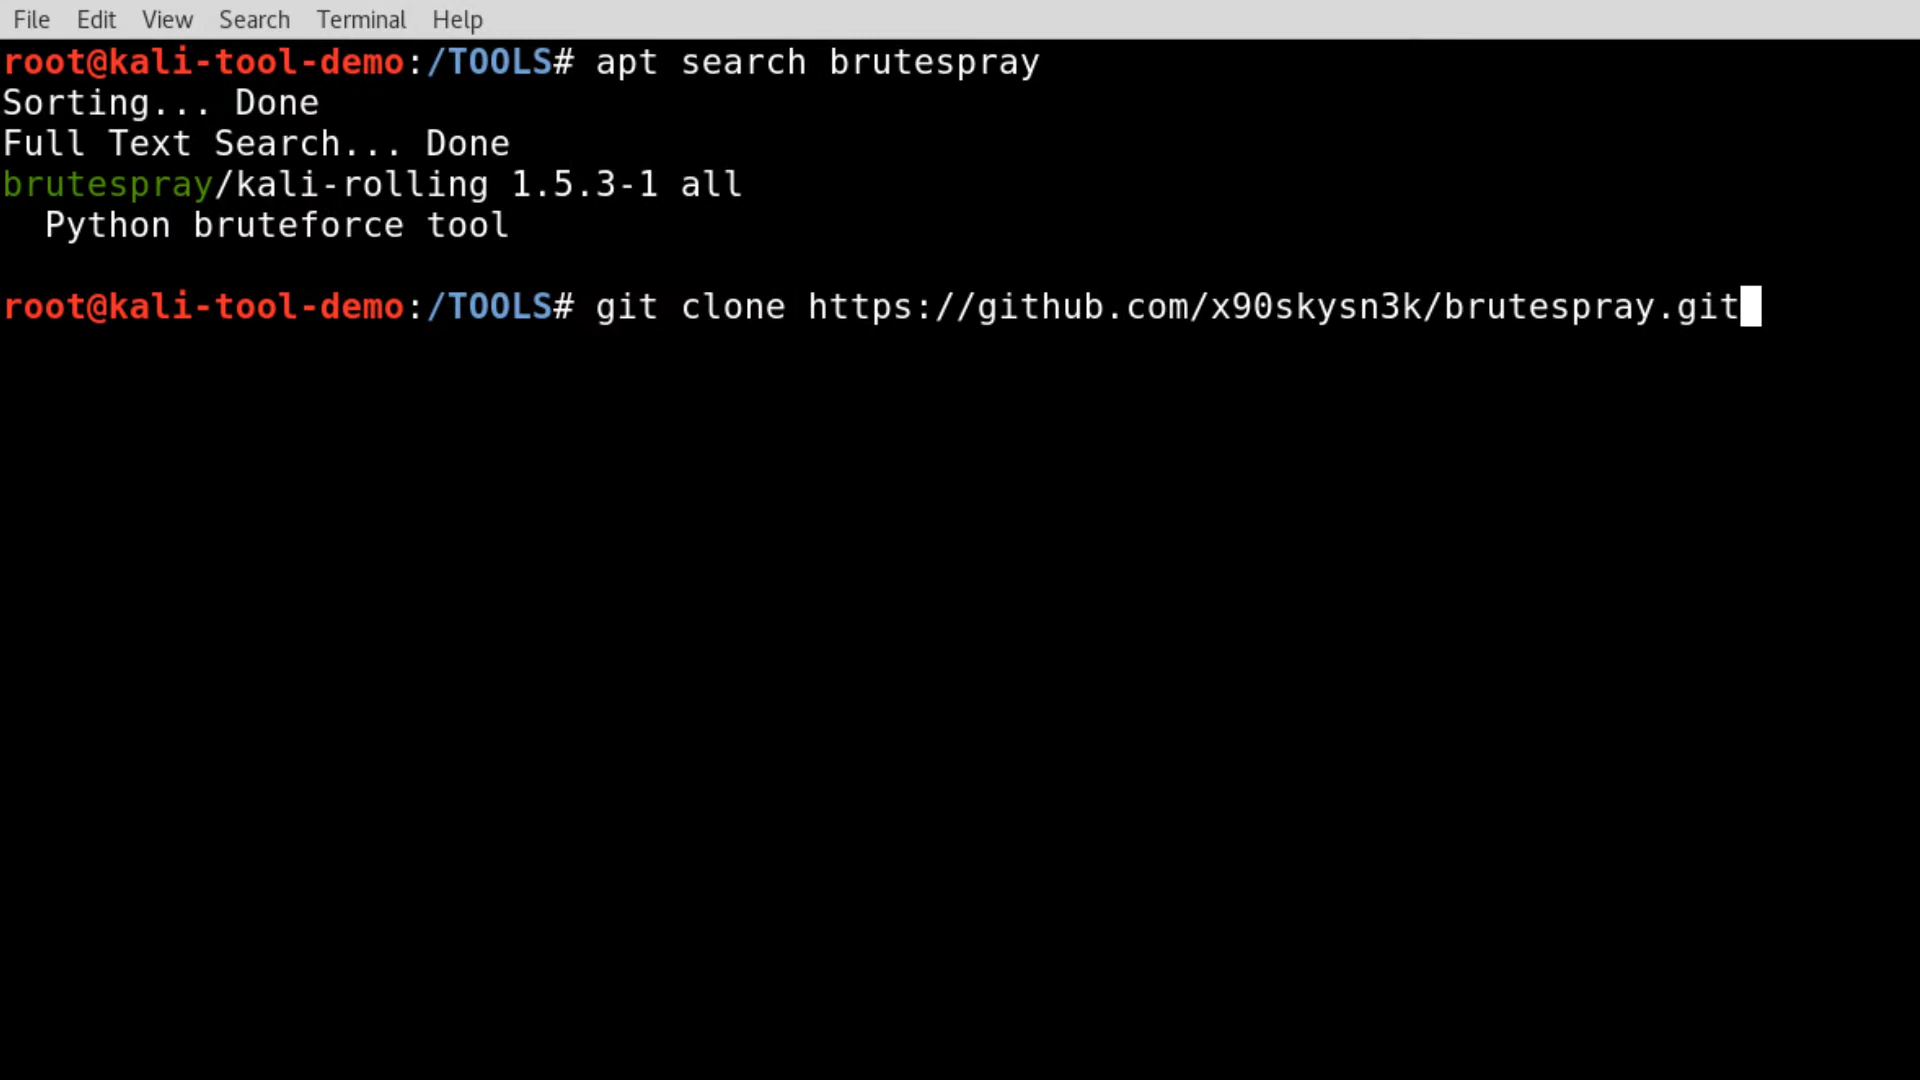 File Edit View Search Terminal Help
root@kali-tool-demo:/TOOLS# apt search brutespray
Sorting... Done
Full Text Search... Done
brutespray/kali-rolling 1.5.3-1 all
  Python bruteforce tool

root@kali-tool-demo:/TOOLS# git clone https://github.com/x90skysn3k/brutespray.git